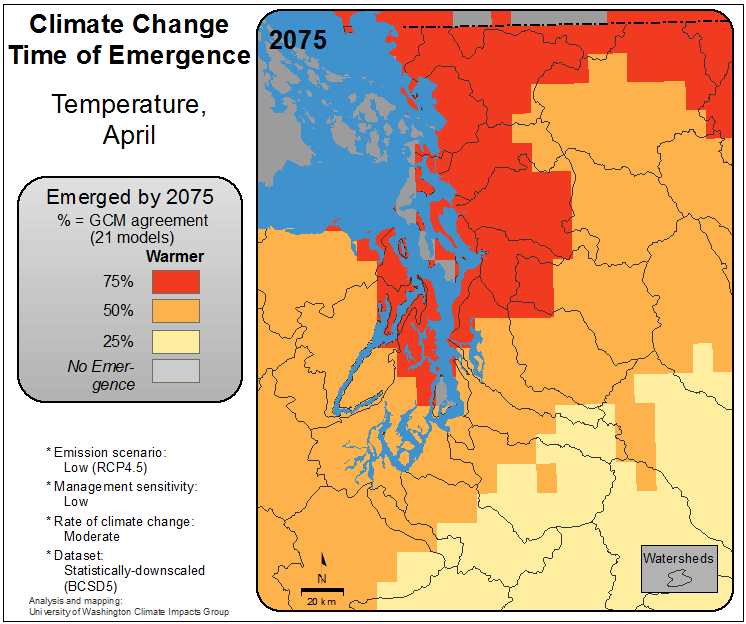 Climate Change
Time of Emergence
Temperature,
April
Emerged by 2075
% = GCM agreement
(21 models)
Warmer
75%
50%
25%
No Emer-
gence
* Emission scenario:
Low (RCP4.5)
* Management sensitivity:
Low
* Rate of climate change:
Moderate
* Dataset:
Statistically-downscaled
(BCSD5)
Analysis and mapping:
University of Washington Climate Impacts Group
2075
N
20 km
Watersheds